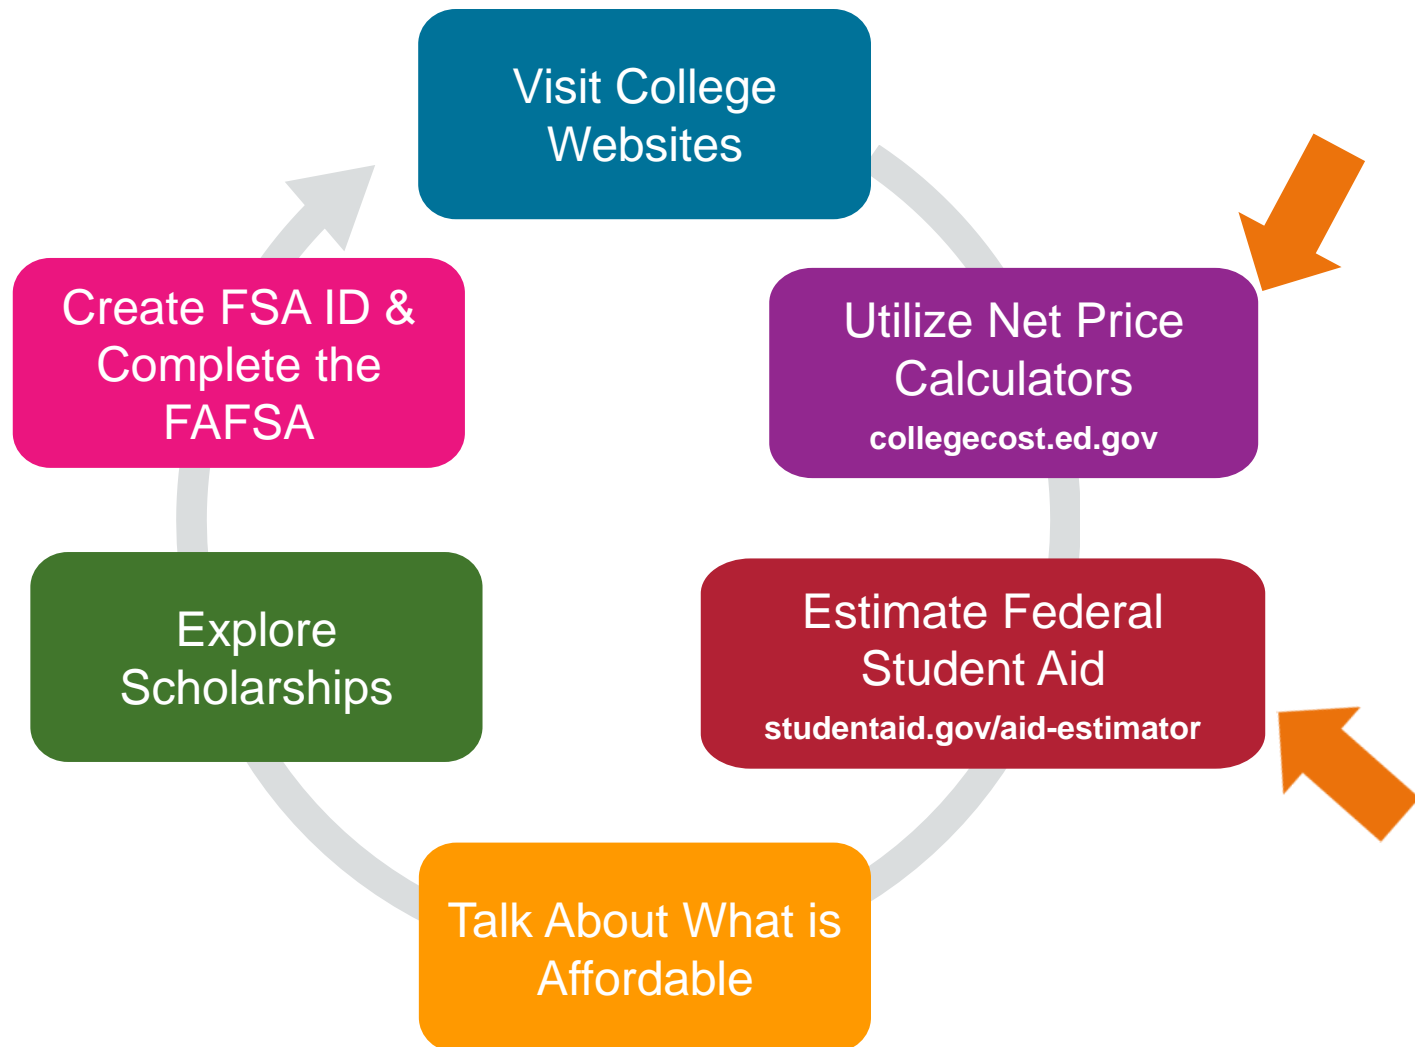 Visit College
Websites
Utilize Net Price
Calculators
collegecost.ed.gov
Estimate Federal
Student Aid
studentaid.gov/aid-estimator
Talk About What is
Affordable
Explore
Scholarships
Create FSA ID &
Complete the
FAFSA